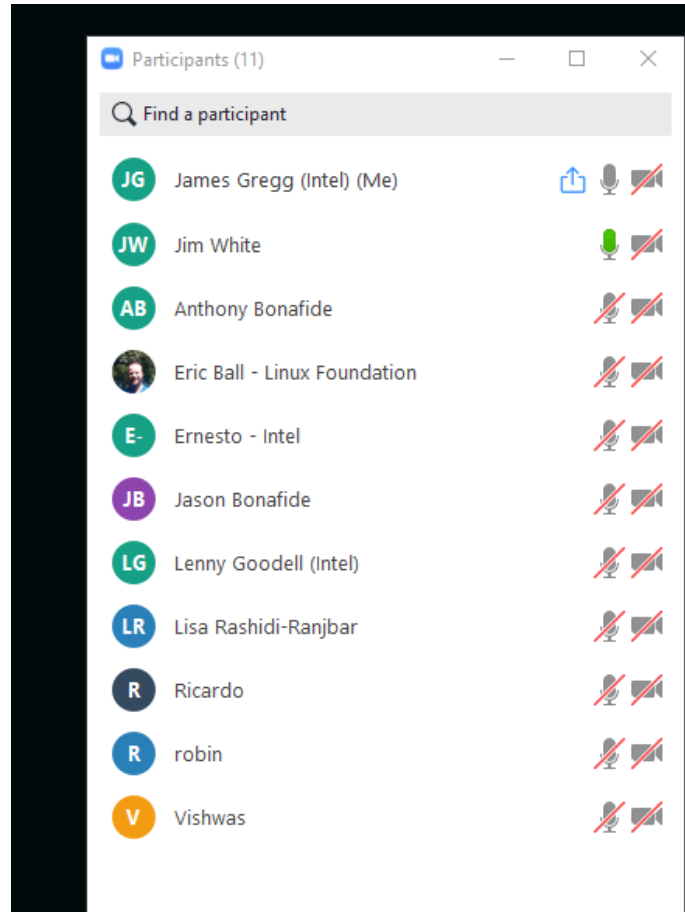 Participants (11)
Find a participant
JG James Gregg (Intel) (Me)
JW Jim White
AB Anthony Bonafide
Eric Ball - Linux Foundation
E- Ernesto - Intel
JB Jason Bonafide
LG Lenny Goodell (Intel)
LR Lisa Rashidi-Ranjbar
R Ricardo
R robin
V Vishwas